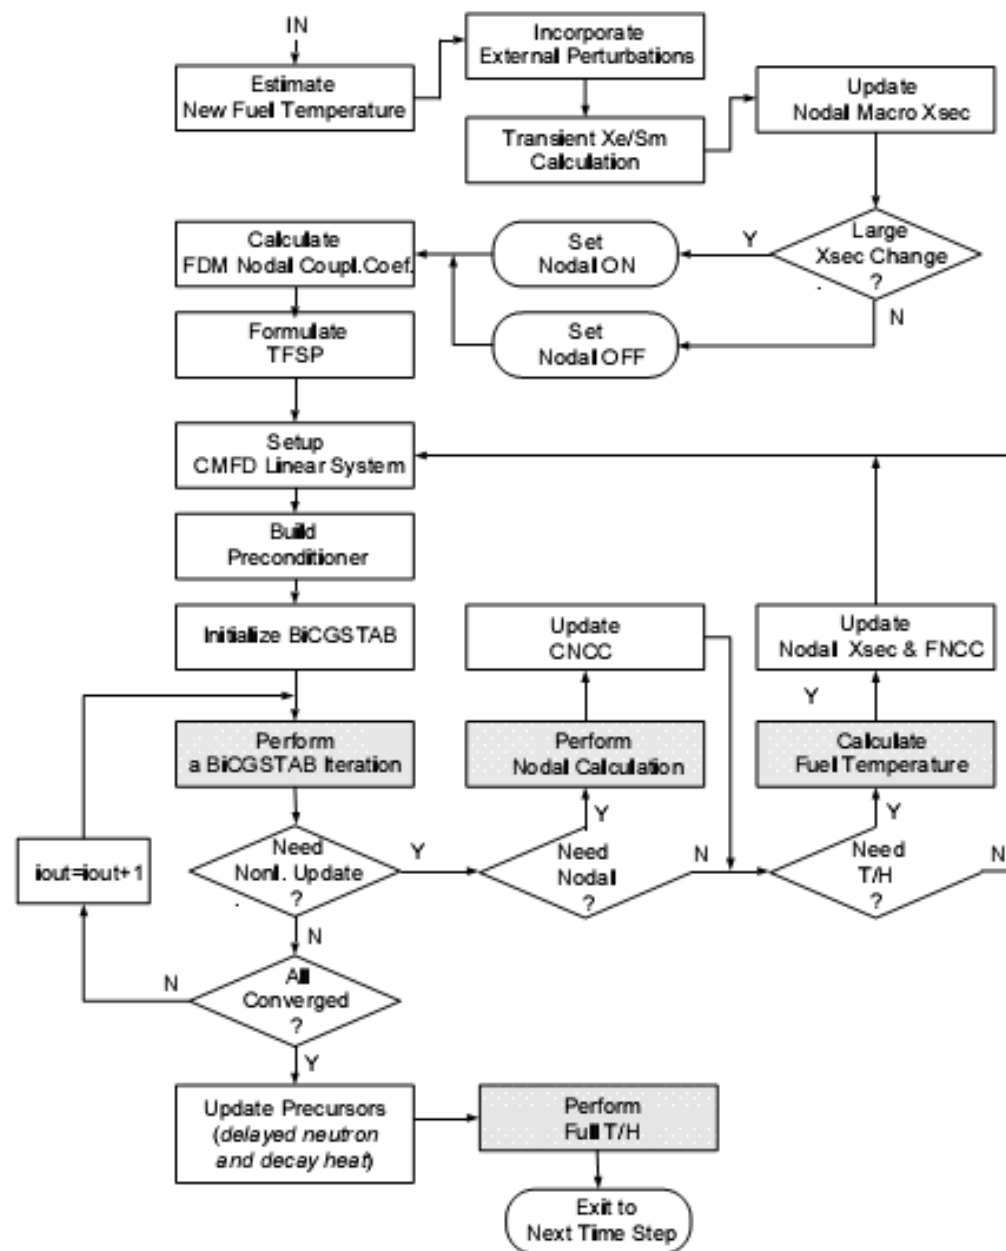 IN
Estimate
New Fuel Temperature
Incorporate
External Perturbations
Transient Xe/Sm
Calculation
Update
Nodal Macro Xsec
Large
Xsec Change
?
Y
N
Set
Nodal ON
Set
Nodal OFF
Calculate
FDM Nodal Coupl.Coef.
Formulate
TFSP
Setup
CMFD Linear System
Build
Preconditioner
Initialize BiCGSTAB
Perform
a BiCGSTAB Iteration
Need
Nonl. Update
?
Y
N
iout=iout+1
All
Converged
?
N
Y
Update
CNCC
Perform
Nodal Calculation
Y
Need
Nodal
?
N
Update
Nodal Xsec & FNCC
Y
Calculate
Fuel Temperature
Y
Need
T/H
?
N
Update Precursors
(delayed neutron
and decay heat)
Perform
Full T/H
Exit to
Next Time Step